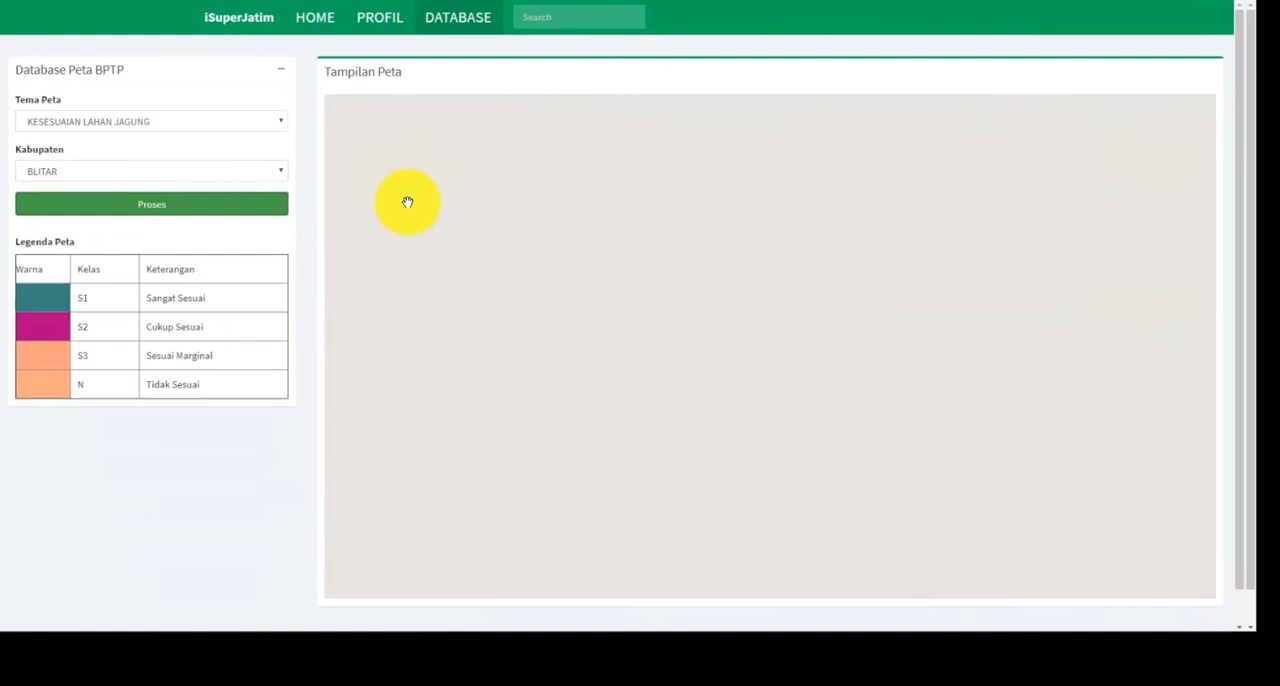 iSuperJatim HOME PROFIL DATABASE Search
Database Peta BPTP
Tema Peta
KESESUAIAN LAHAN JAGUNG
Kabupaten
BLITAR
Proses
Legenda Peta
Warna Kelas Keterangan
S1 Sangat Sesuai
S2 Cukup Sesuai
S3 Sesuai Marginal
N Tidak Sesuai
Tampilan Peta